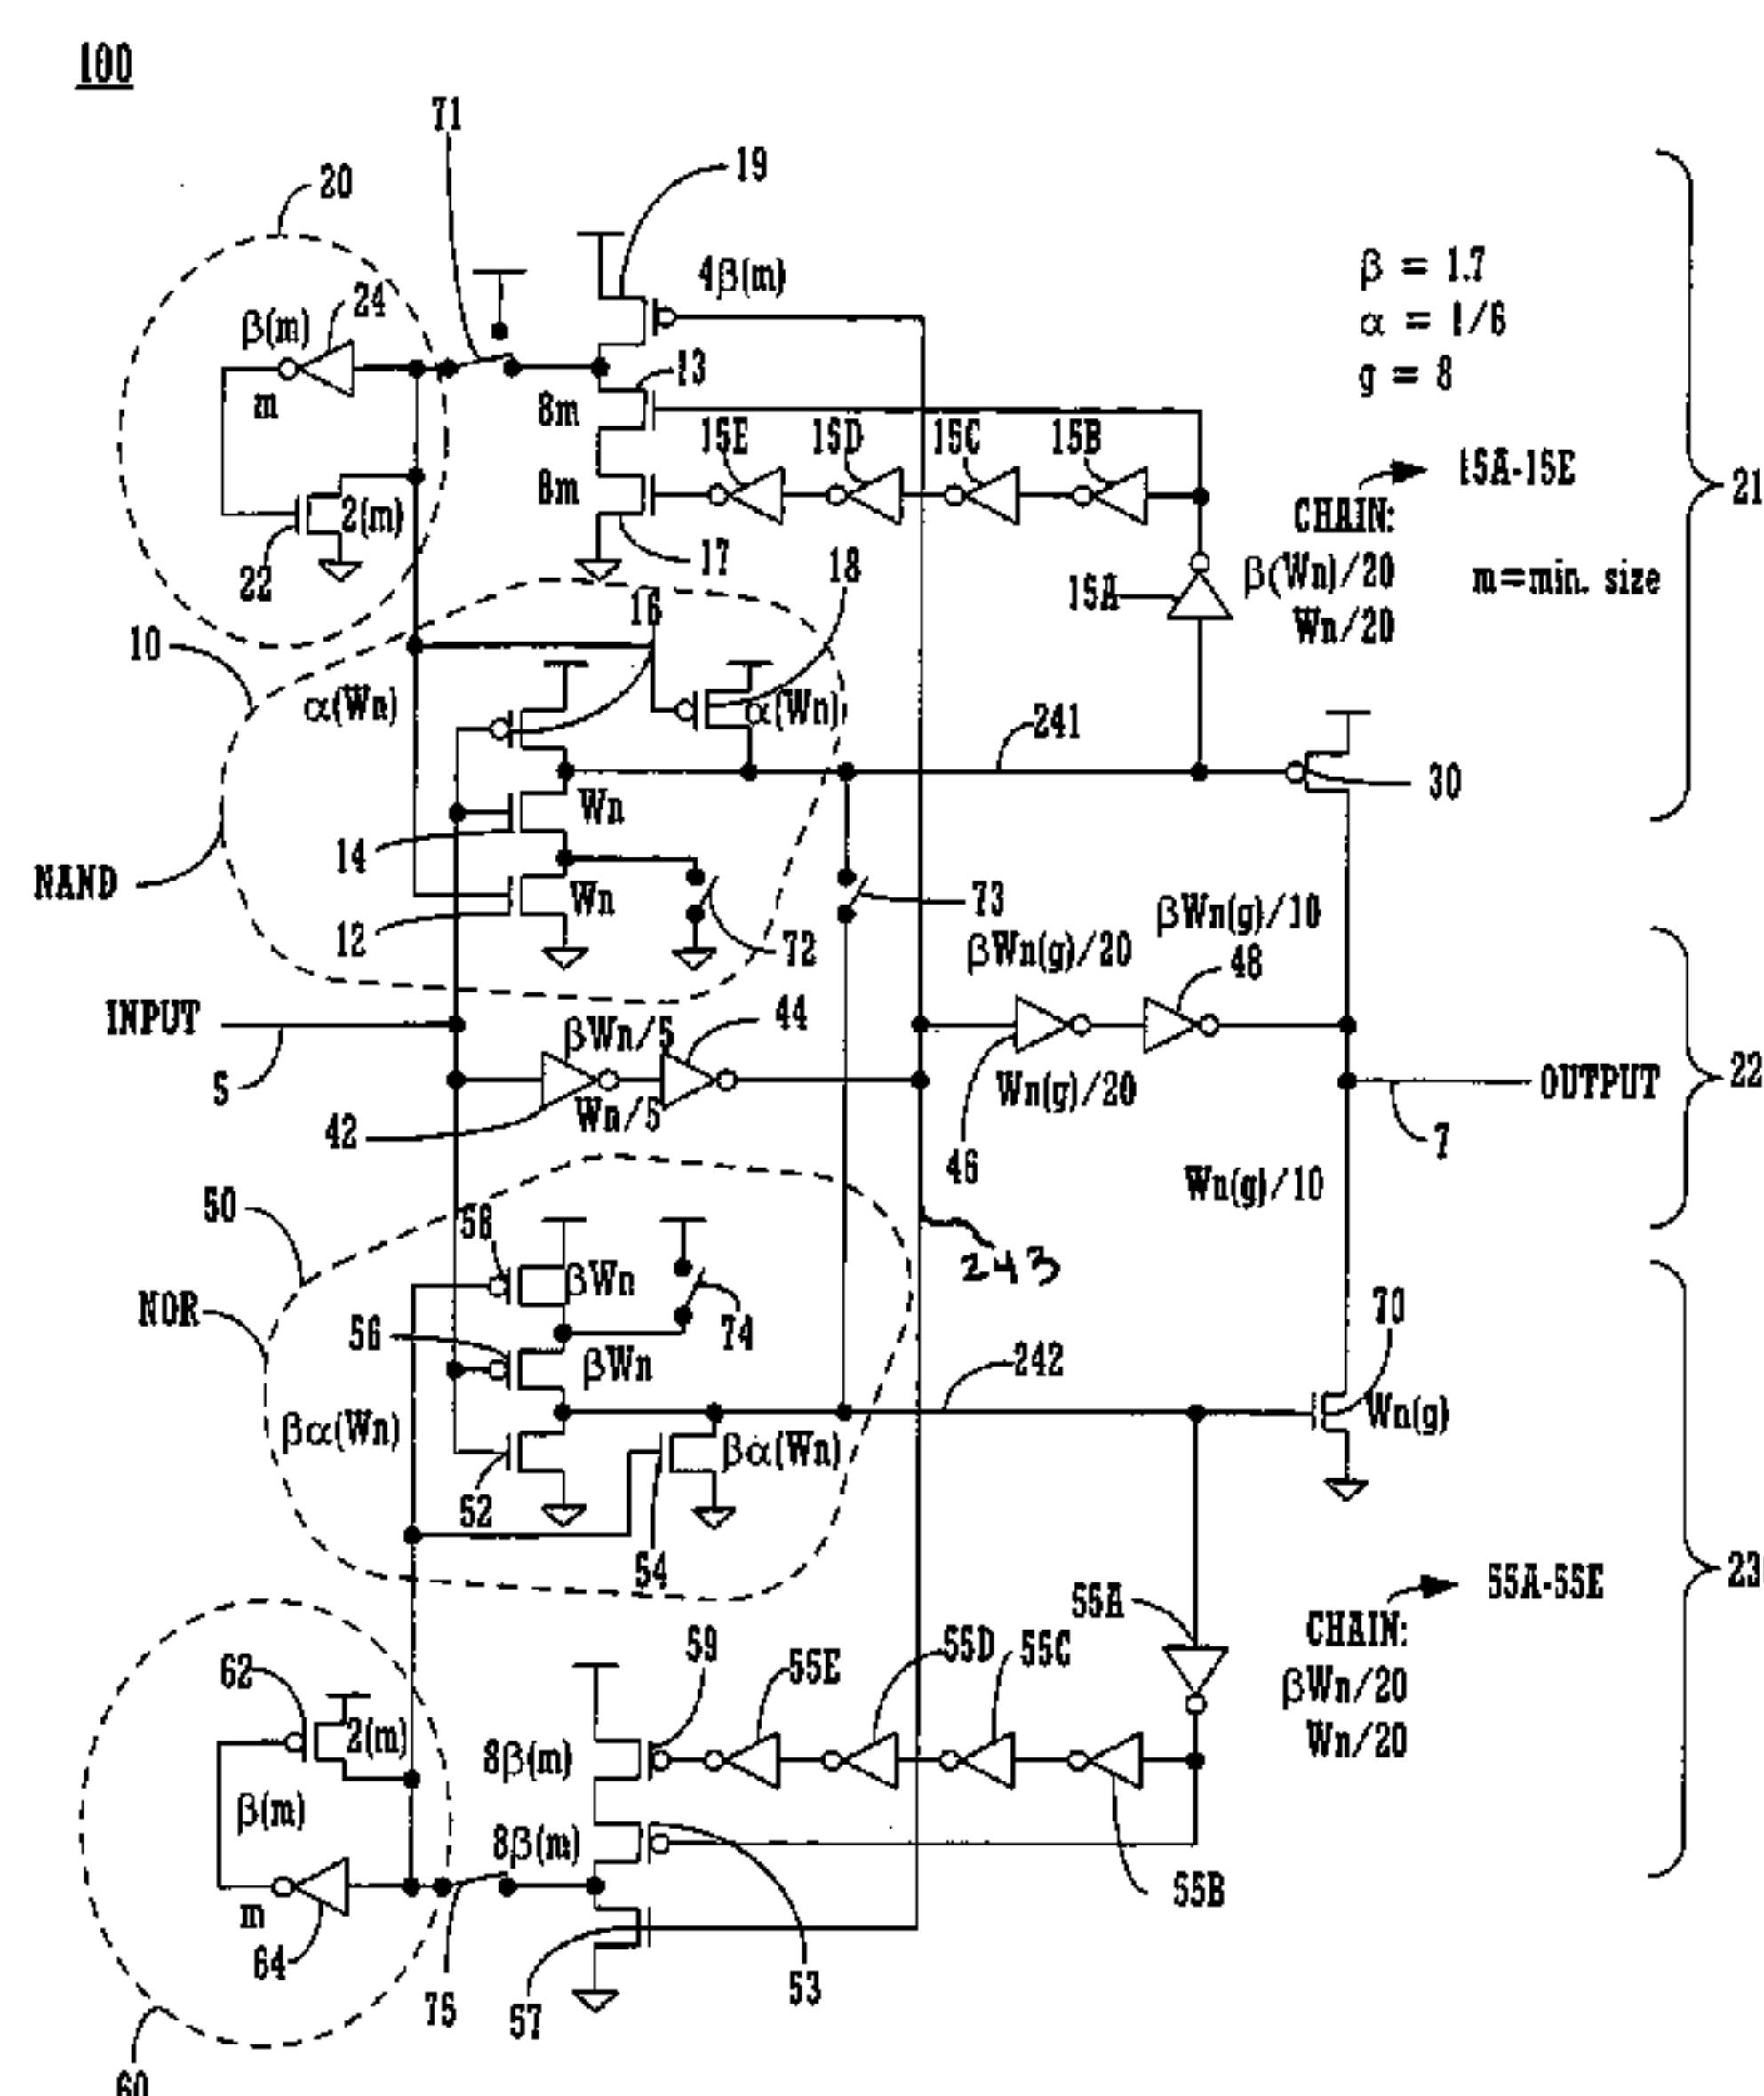 100
71
19
20
4β(m)
β = 1.7
24
β(m)
α = 1/6
13
g = 8
m
8m
15E
15D
15C
15B
15A-15E
21
8m
2(m)
CHAIN:
22
17
18
β(Wn)/20
m=min. size
16
15A
Wn/20
10
α(Wn)
α(Wn)
241
30
Wn
14
NAND
Wn
73
βWn(g)/10
12
72
βWn(g)/20
48
INPUT
βWn/5
44
22
5
Wn/5
Wn(g)/20
OUTPUT
42
46
7
Wn(g)/10
50
58
243
βWn
NOR
56
74
70
βWn
242
Wn(g)
βα(Wn)
βα(Wn)
52
54
23
55A
55A-55E
59
55D
55C
CHAIN:
62
55E
βWn/20
2(m)
8β(m)
Wn/20
β(m)
8β(m)
m
55B
64
75
57
53
60